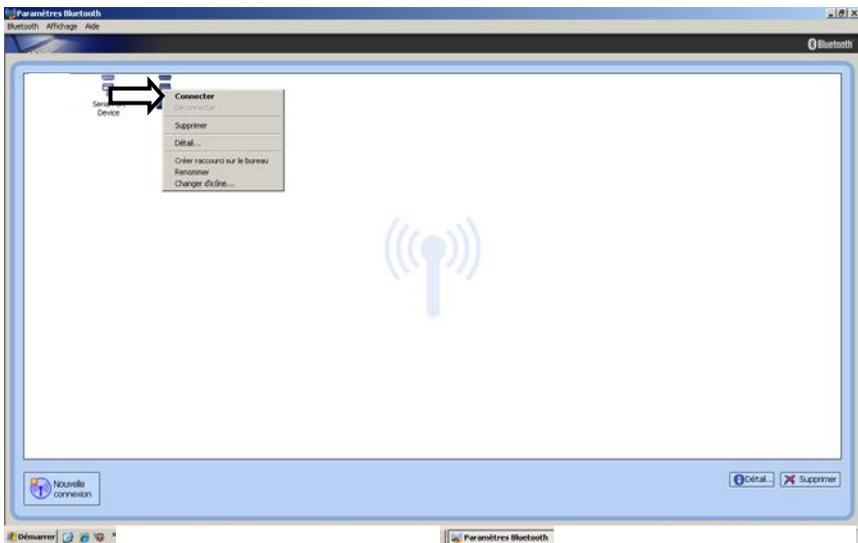 Paramètres Bluetooth
Bluetooth Affichage Aide
Bluetooth
Device
Connecter
Déconnecter
Supprimer
Détail...
Créer raccourci sur le bureau
Renommer
Changer d'icône...
Nouvelle
connexion
Détail... Supprimer
Démarrer Paramètres Bluetooth